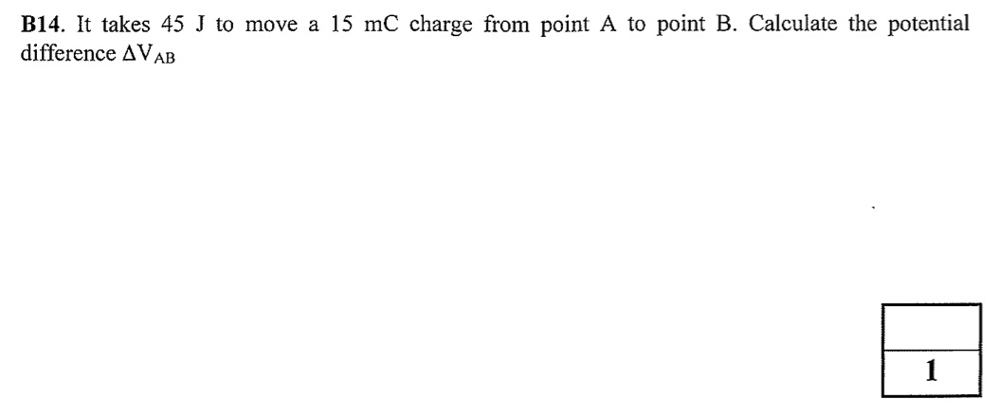 B14. It takes 45 J to move a 15 mC charge from point A to point B. Calculate the potential
difference ΔVAB
1